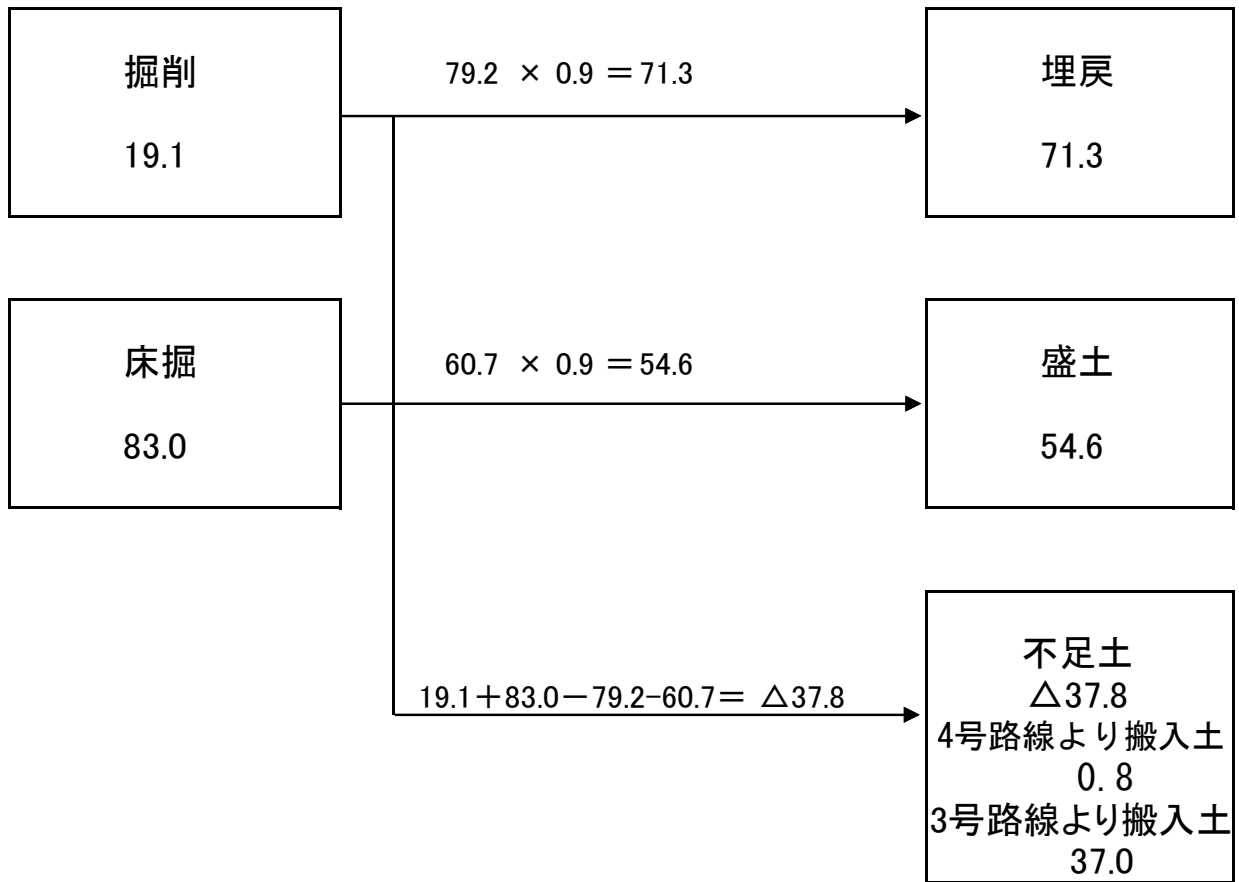 掘削
19.1
79.2 × 0.9 ＝71.3
埋戻
71.3
床掘
83.0
60.7 × 0.9 ＝54.6
盛土
54.6
19.1＋83.0－79.2-60.7＝ △37.8
不足土
△37.8
4号路線より搬入土
0.8
3号路線より搬入土
37.0